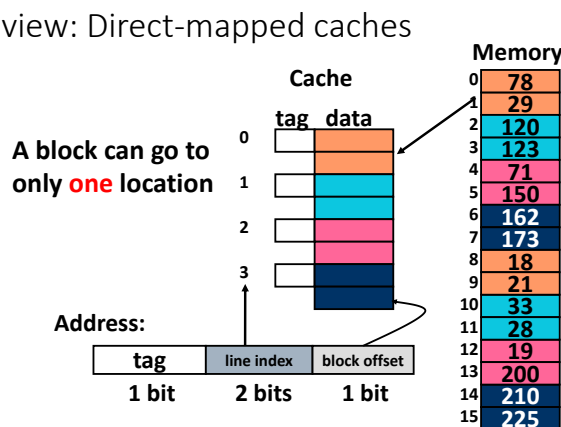 view: Direct-mapped caches
Memory
Cache
tag data
A block can go to
only one location
0
1
2
3
Address:
tag line index block offset
1 bit 2 bits 1 bit
0 78
1 29
2 120
3 123
4 71
5 150
6 162
7 173
8 18
9 21
10 33
11 28
12 19
13 200
14 210
15 225